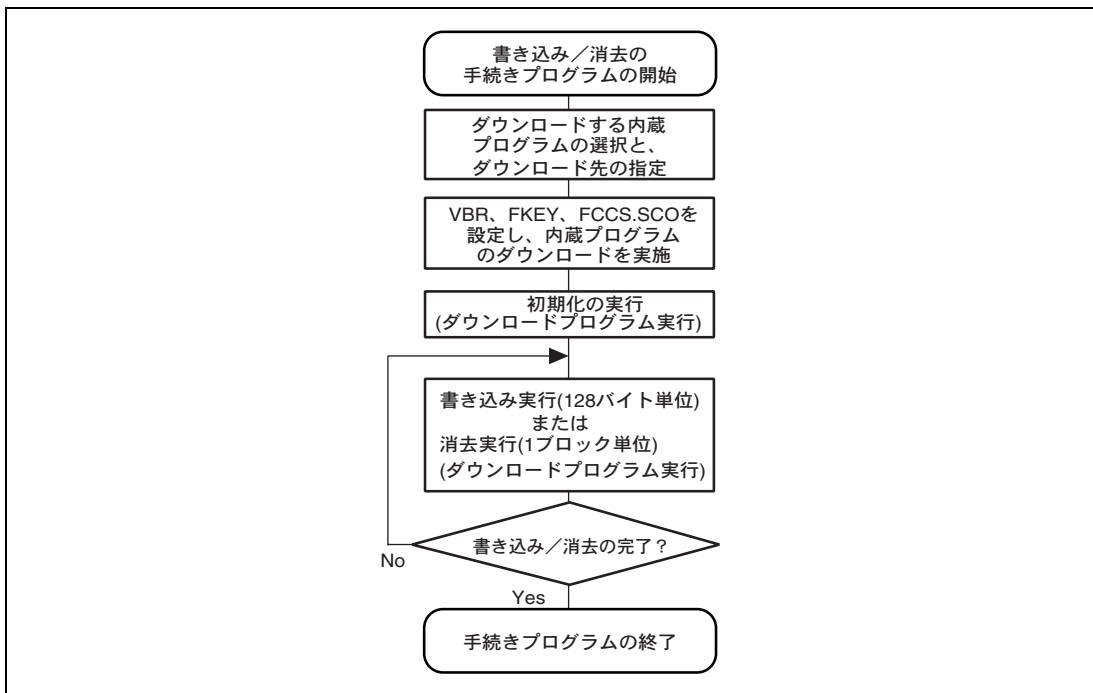 書き込み／消去の
手続きプログラムの開始
ダウンロードする内蔵
プログラムの選択と、
ダウンロード先の指定
VBR、FKEY、FCCS.SCOを
設定し、内蔵プログラム
のダウンロードを実施
初期化の実行
(ダウンロードプログラム実行)
書き込み実行(128バイト単位)
または
消去実行(1ブロック単位)
(ダウンロードプログラム実行)
書き込み／消去の完了？
No
Yes
手続きプログラムの終了